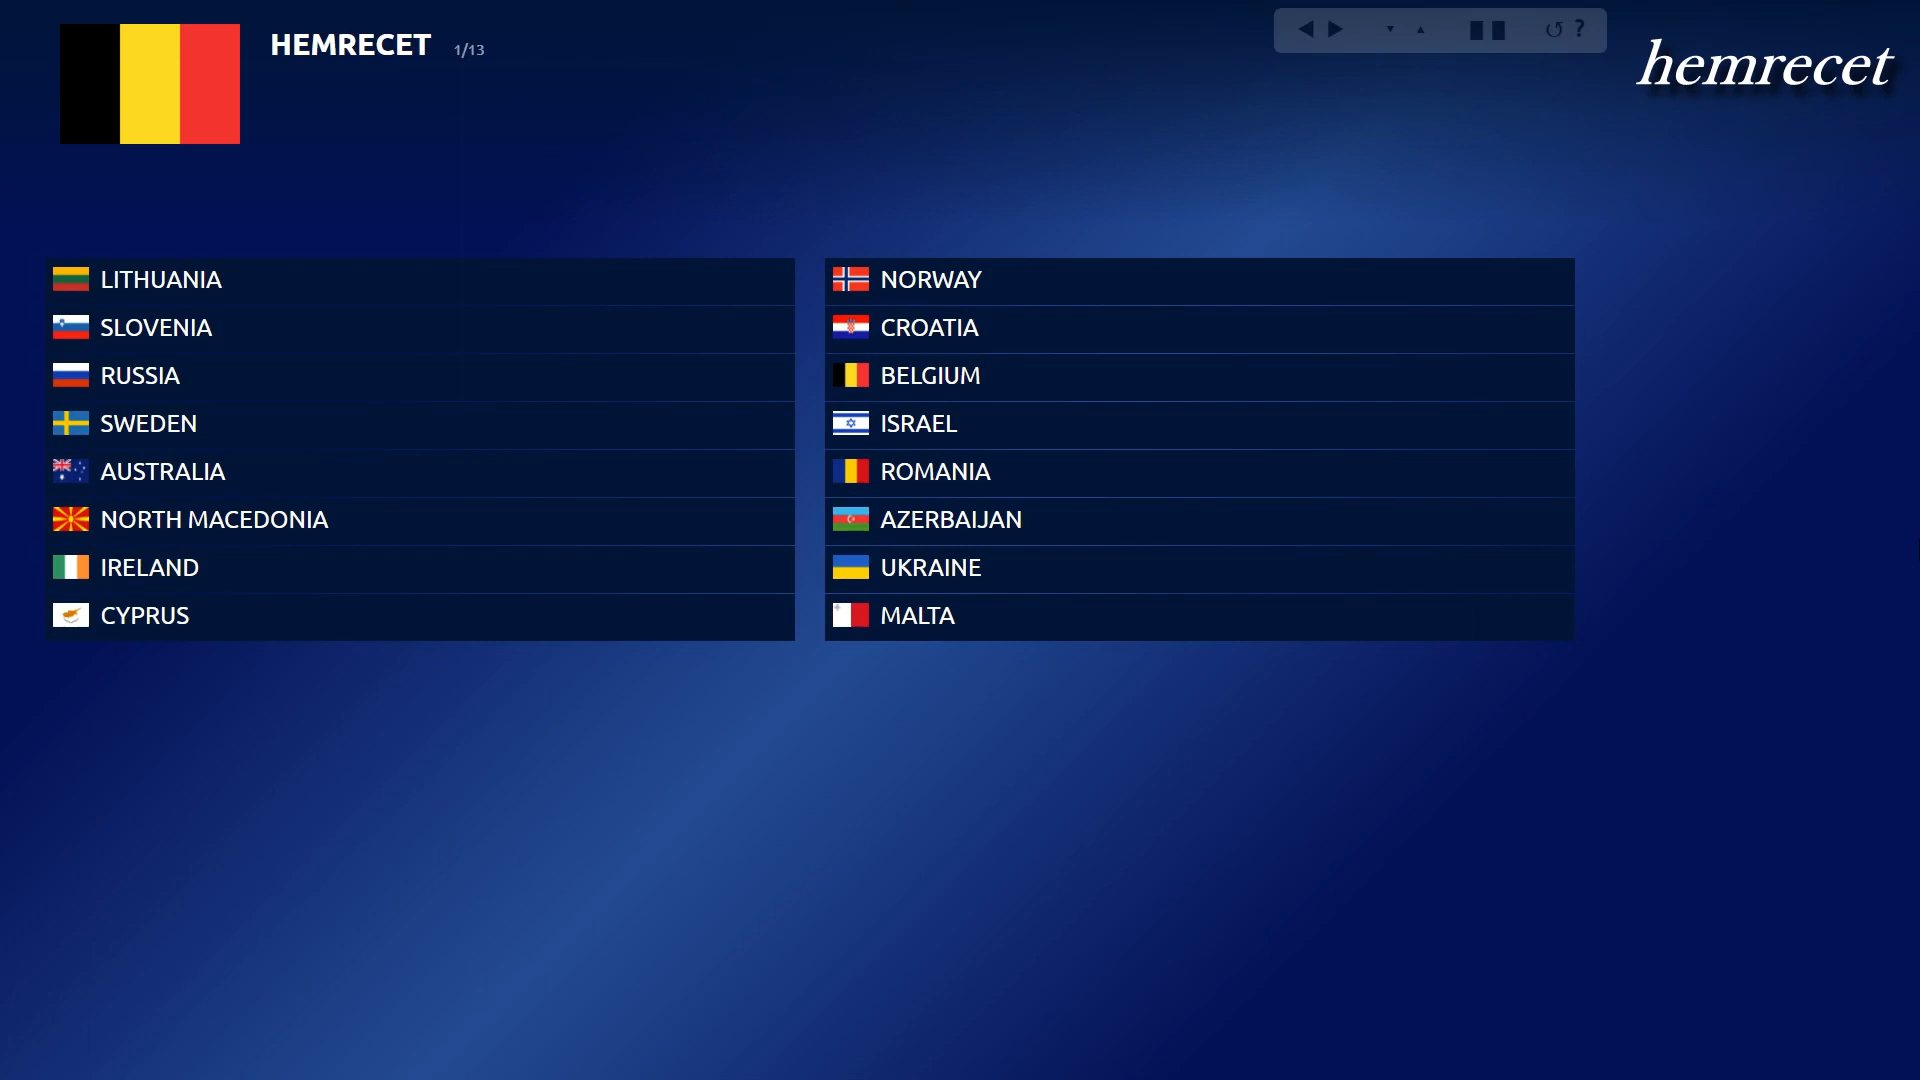 HEMRECET 1/13
hemrecet
LITHUANIA
SLOVENIA
RUSSIA
SWEDEN
AUSTRALIA
NORTH MACEDONIA
IRELAND
CYPRUS
NORWAY
CROATIA
BELGIUM
ISRAEL
ROMANIA
AZERBAIJAN
UKRAINE
MALTA